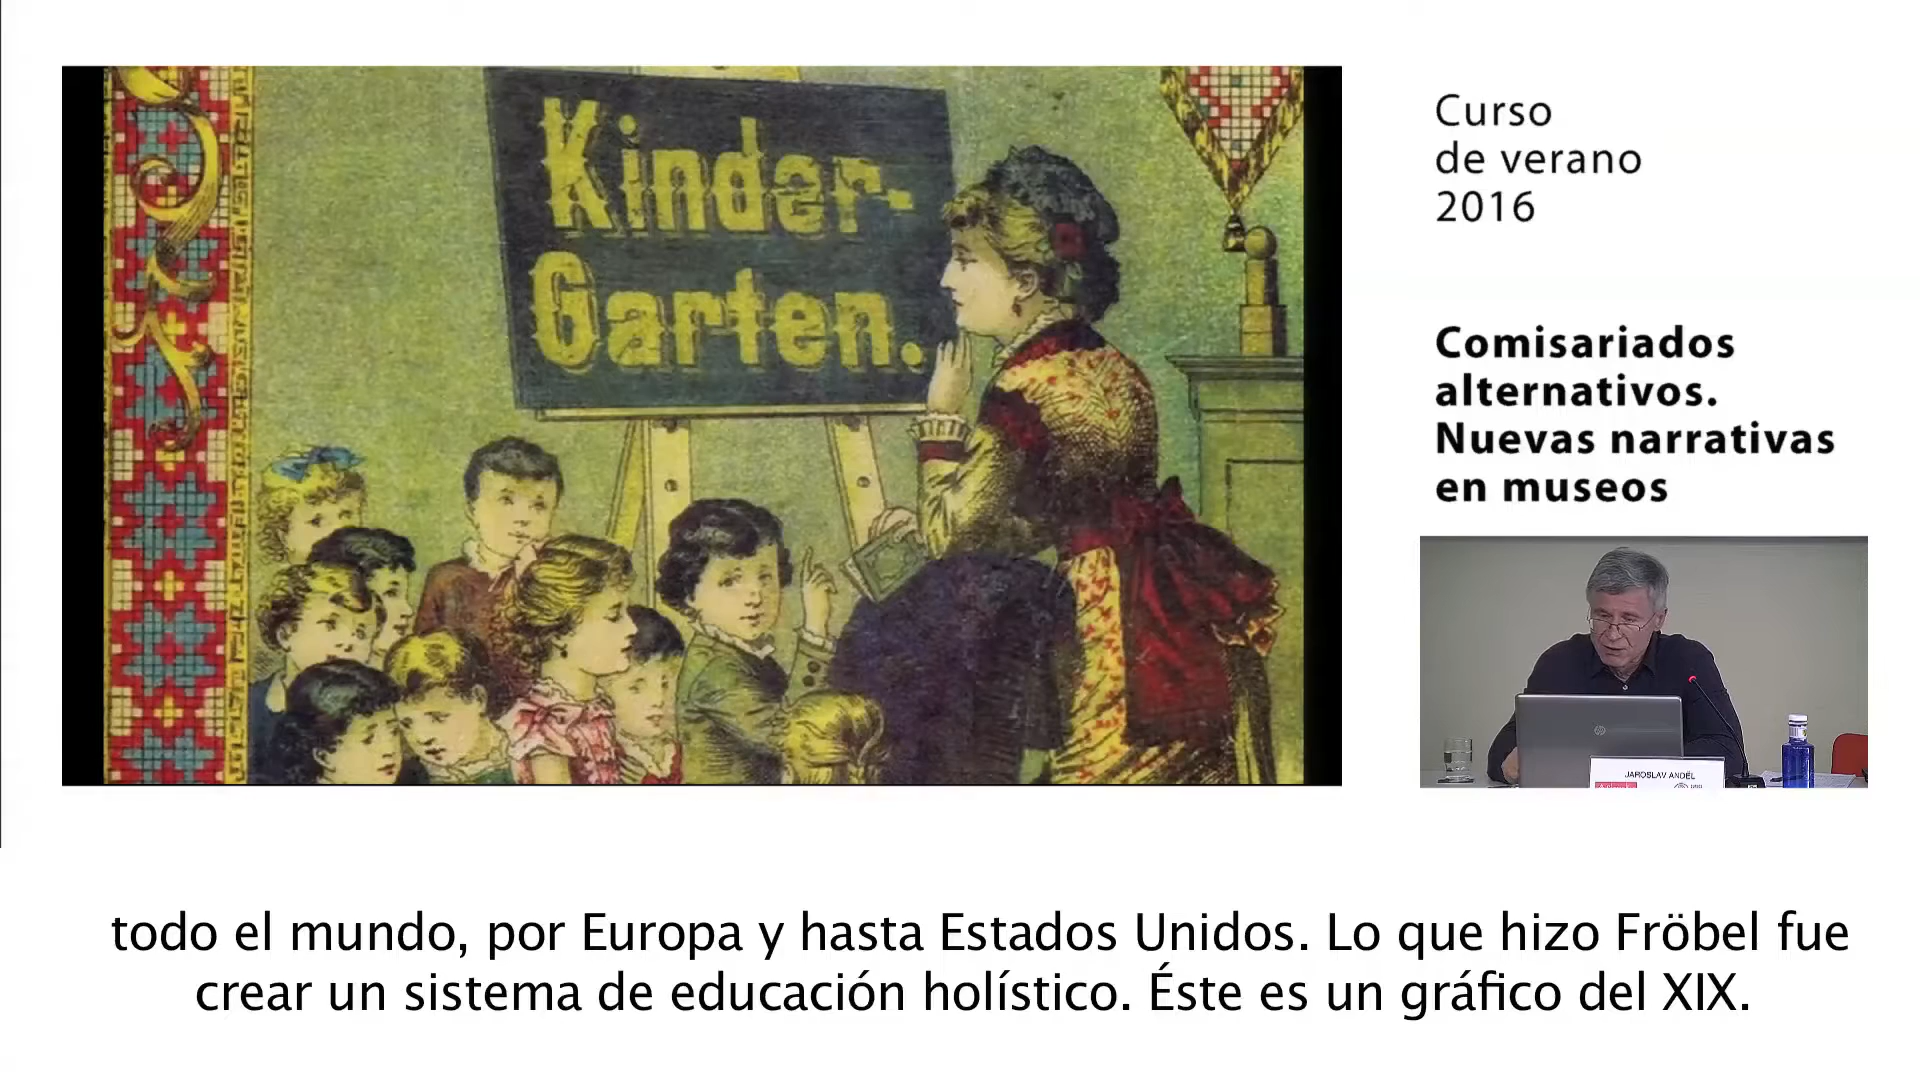 Kinder-
Garten.
Curso
de verano
2016
Comisariados
alternativos.
Nuevas narrativas
en museos
hp
JAROSLAV ANDĚL
todo el mundo, por Europa y hasta Estados Unidos. Lo que hizo Fröbel fue
crear un sistema de educación holístico. Éste es un gráfico del XIX.